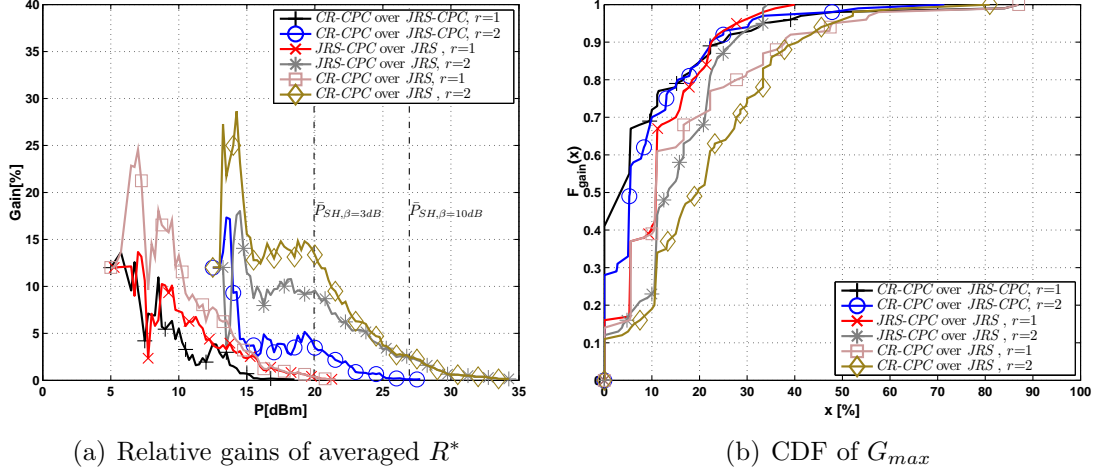 CR-CPC over JRS-CPC, r=1
CR-CPC over JRS-CPC, r=2
JRS-CPC over JRS , r=1
JRS-CPC over JRS , r=2
CR-CPC over JRS, r=1
CR-CPC over JRS , r=2
P̄_{SH,β=3dB}
P̄_{SH,β=10dB}
Gain[%]
40
35
30
25
20
15
10
5
0
0 5 10 15 20 25 30 35
P[dBm]
(a) Relative gains of averaged R*
F_{gain}(x)
1
0.9
0.8
0.7
0.6
0.5
0.4
0.3
0.2
0.1
0
CR-CPC over JRS-CPC, r=1
CR-CPC over JRS-CPC, r=2
JRS-CPC over JRS , r=1
JRS-CPC over JRS , r=2
CR-CPC over JRS , r=1
CR-CPC over JRS , r=2
0 10 20 30 40 50 60 70 80 90 100
x [%]
(b) CDF of G_{max}